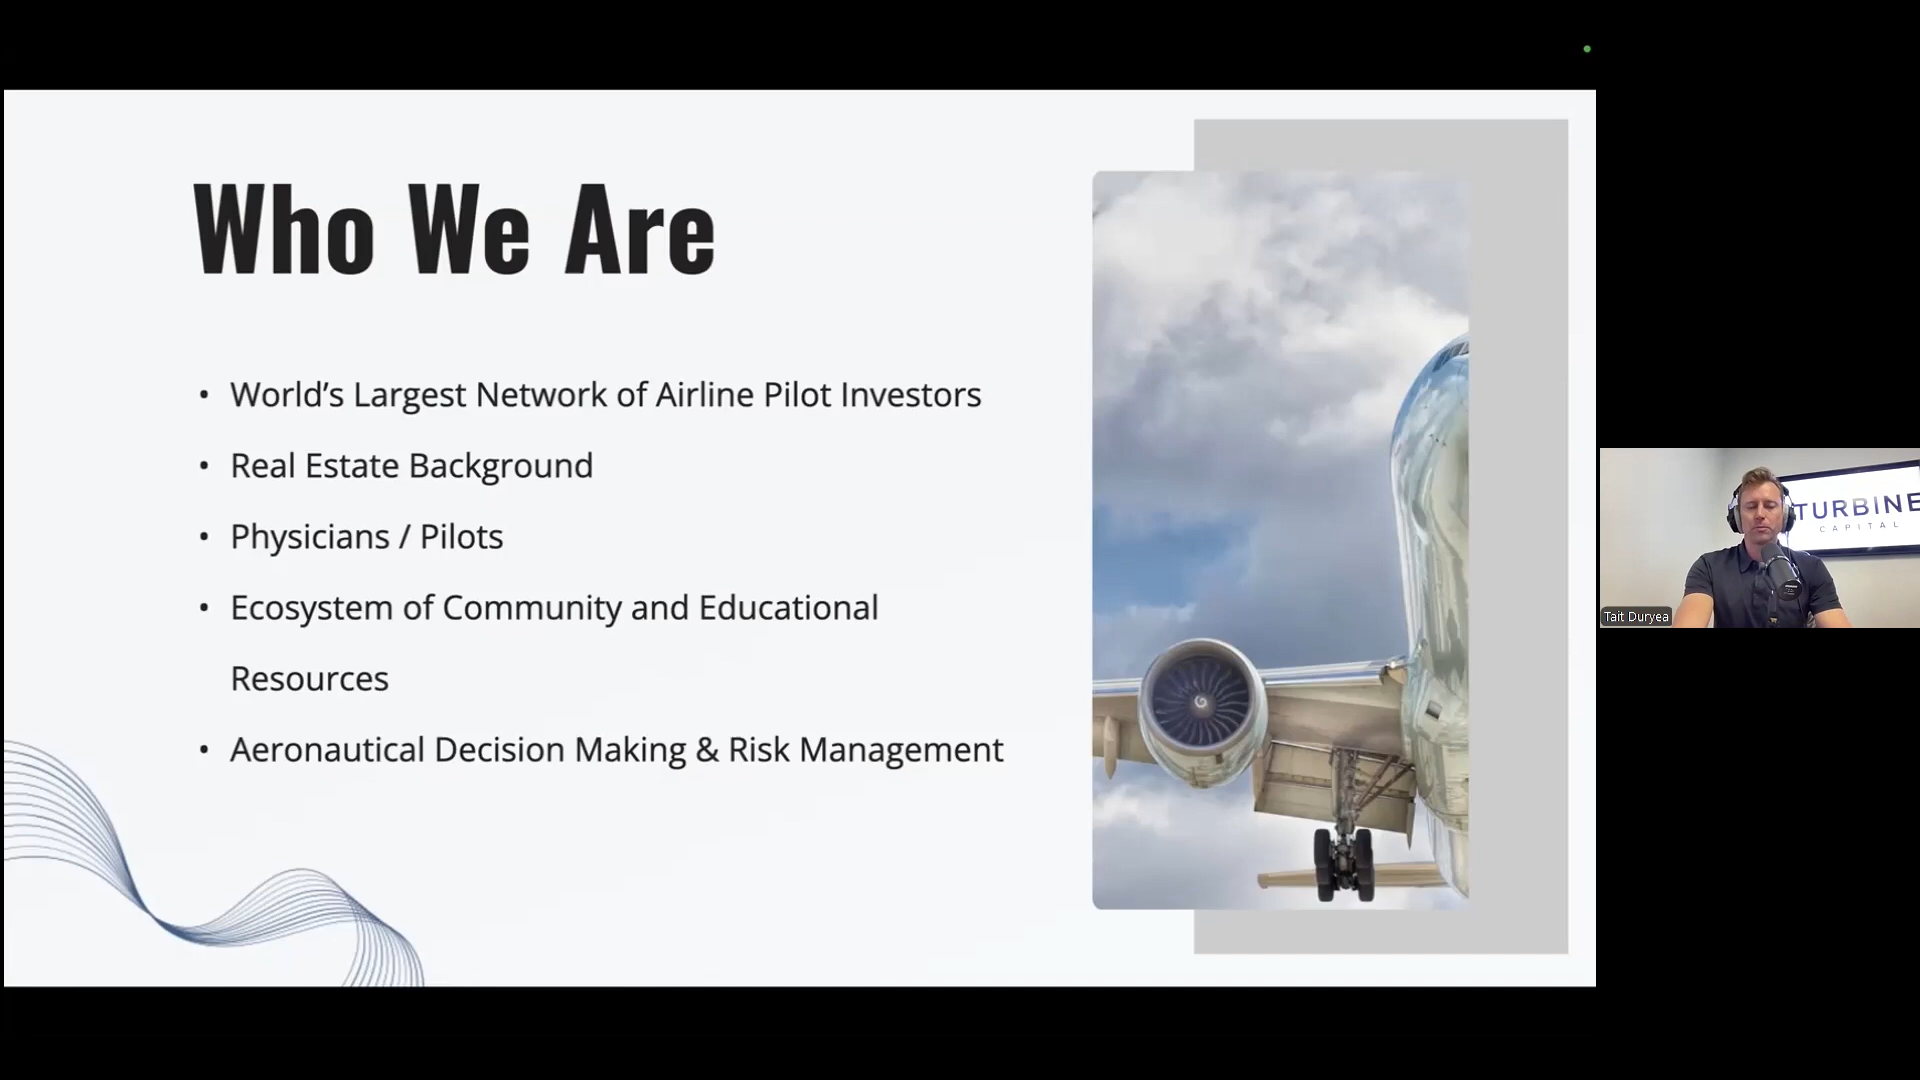 Who We Are
• World’s Largest Network of Airline Pilot Investors
• Real Estate Background
• Physicians / Pilots
• Ecosystem of Community and Educational
Resources
• Aeronautical Decision Making & Risk Management
TURBINE
CAPITAL
Tait Duryea